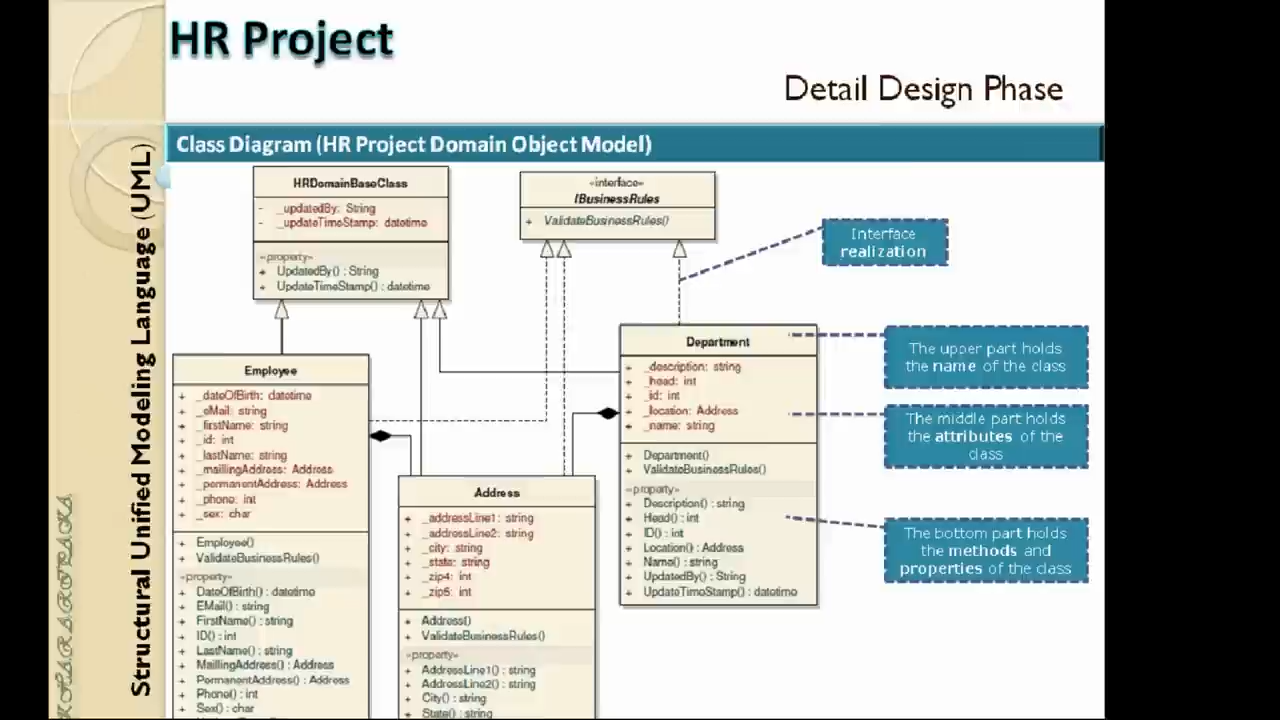 HR Project
Detail Design Phase
Structural Unified Modeling Language (UML)
Class Diagram (HR Project Domain Object Model)
HRDomainBaseClass
- _updatedBy: String
- _updateTimeStamp: datetime
«property»
+ UpdatedBy() : String
+ UpdateTimeStamp() : datetime
«interface»
IBusinessRules
+ ValidateBusinessRules()
Interface
realization
Employee
+ _dateOfBirth: datetime
+ _eMail: string
+ _firstName: string
+ _id: int
+ _lastName: string
+ _maillingAddress: Address
+ _permanentAddress: Address
+ _phone: int
+ _sex: char
+ Employee()
+ ValidateBusinessRules()
«property»
+ DateOfBirth() : datetime
+ EMail() : string
+ FirstName() : string
+ ID() : int
+ LastName() : string
+ MaillingAddress() : Address
+ PermanentAddress() : Address
+ Phone() : int
+ Sex() : char
Address
+ _addressLine1: string
+ _addressLine2: string
+ _city: string
+ _state: string
+ _zip4: int
+ _zip5: int
+ Address()
+ ValidateBusinessRules()
«property»
+ AddressLine1() : string
+ AddressLine2() : string
+ City() : string
+ State() : string
Department
+ _description: string
+ _head: int
+ _id: int
+ _location: Address
+ _name: string
+ Department()
+ ValidateBusinessRules()
«property»
+ Description() : string
+ Head() : int
+ ID() : int
+ Location() : Address
+ Name() : string
+ UpdatedBy() : String
+ UpdateTimeStamp() : datetime
The upper part holds
the name of the class
The middle part holds
the attributes of the
class
The bottom part holds
the methods and
properties of the class